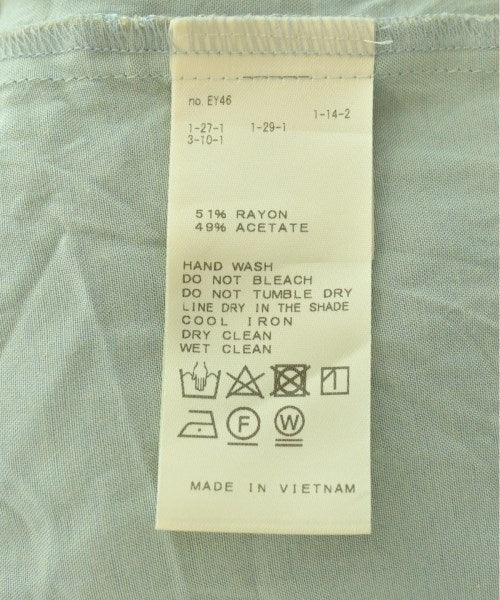 no. EY46
1-14-2
1-27-1 1-29-1
3-10-1
51% RAYON
49% ACETATE
HAND WASH
DO NOT BLEACH
DO NOT TUMBLE DRY
LINE DRY IN THE SHADE
COOL IRON
DRY CLEAN
WET CLEAN
F W
MADE IN VIETNAM